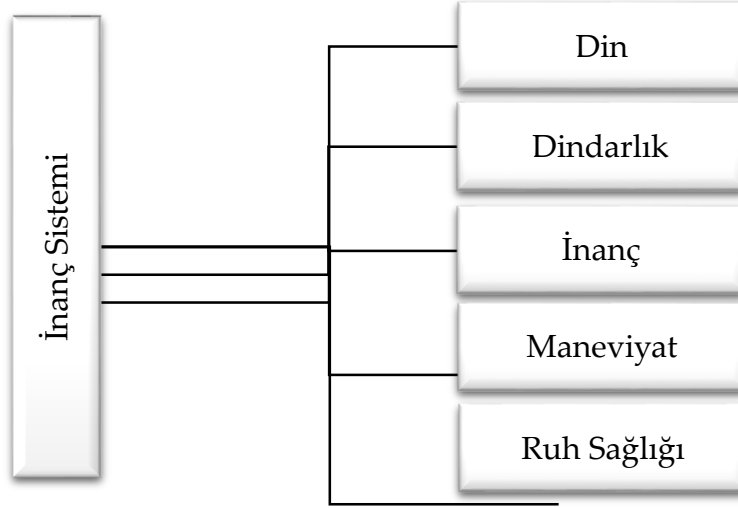 İnanç Sistemi
Din
Dindarlık
İnanç
Maneviyat
Ruh Sağlığı